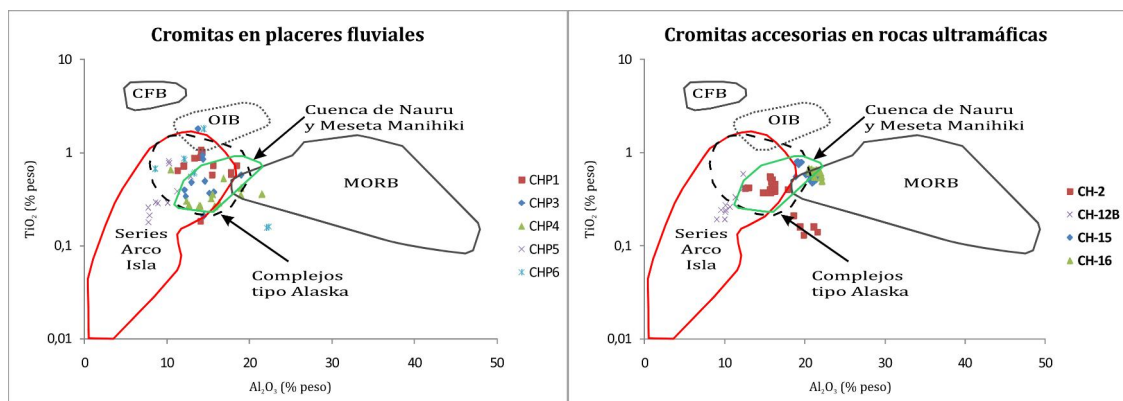 Cromitas en placeres fluviales
10
1
0,1
0,01
TiO₂ (% peso)
CFB
OIB
Cuenca de Nauru
y Meseta Manihiki
MORB
Series
Arco
Isla
Complejos
tipo Alaska
0
10
20
30
40
50
Al₂O₃ (% peso)
CHP1
CHP3
CHP4
CHP5
CHP6
Cromitas accesorias en rocas ultramáficas
10
1
0,1
0,01
TiO₂ (% peso)
CFB
OIB
Cuenca de Nauru
y Meseta Manihiki
MORB
Series
Arco
Isla
Complejos
tipo Alaska
0
10
20
30
40
50
Al₂O₃ (% peso)
CH-2
CH-12B
CH-15
CH-16